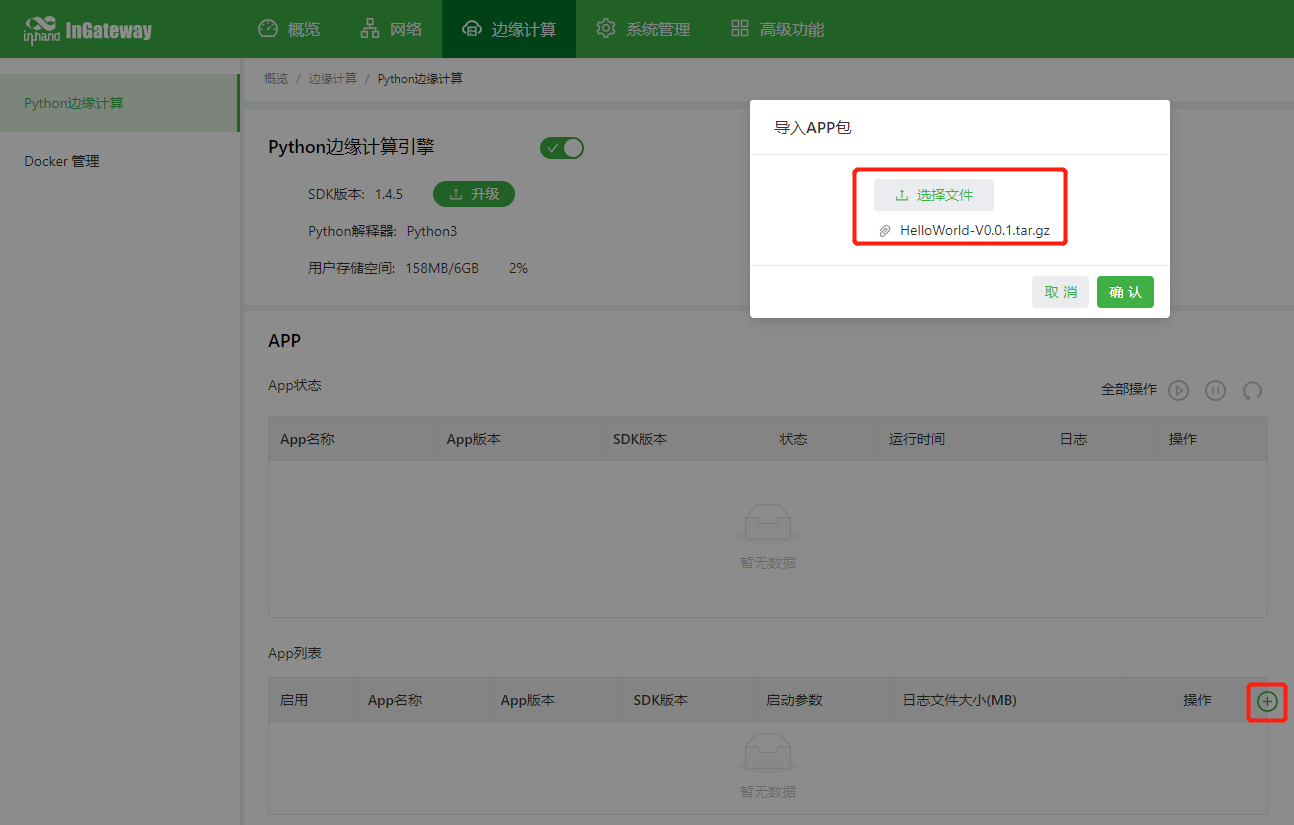 inhand InGateway
概览
网络
边缘计算
系统管理
高级功能
Python边缘计算
Docker 管理
概览 / 边缘计算 / Python边缘计算
Python边缘计算引擎
SDK版本: 1.4.5 升级
Python解释器: Python3
用户存储空间: 158MB/6GB 2%
导入APP包
选择文件
HelloWorld-V0.0.1.tar.gz
取 消 确 认
APP
App状态
全部操作
App名称 App版本 SDK版本 状态 运行时间 日志 操作
暂无数据
App列表
启用 App名称 App版本 SDK版本 启动参数 日志文件大小(MB) 操作
暂无数据